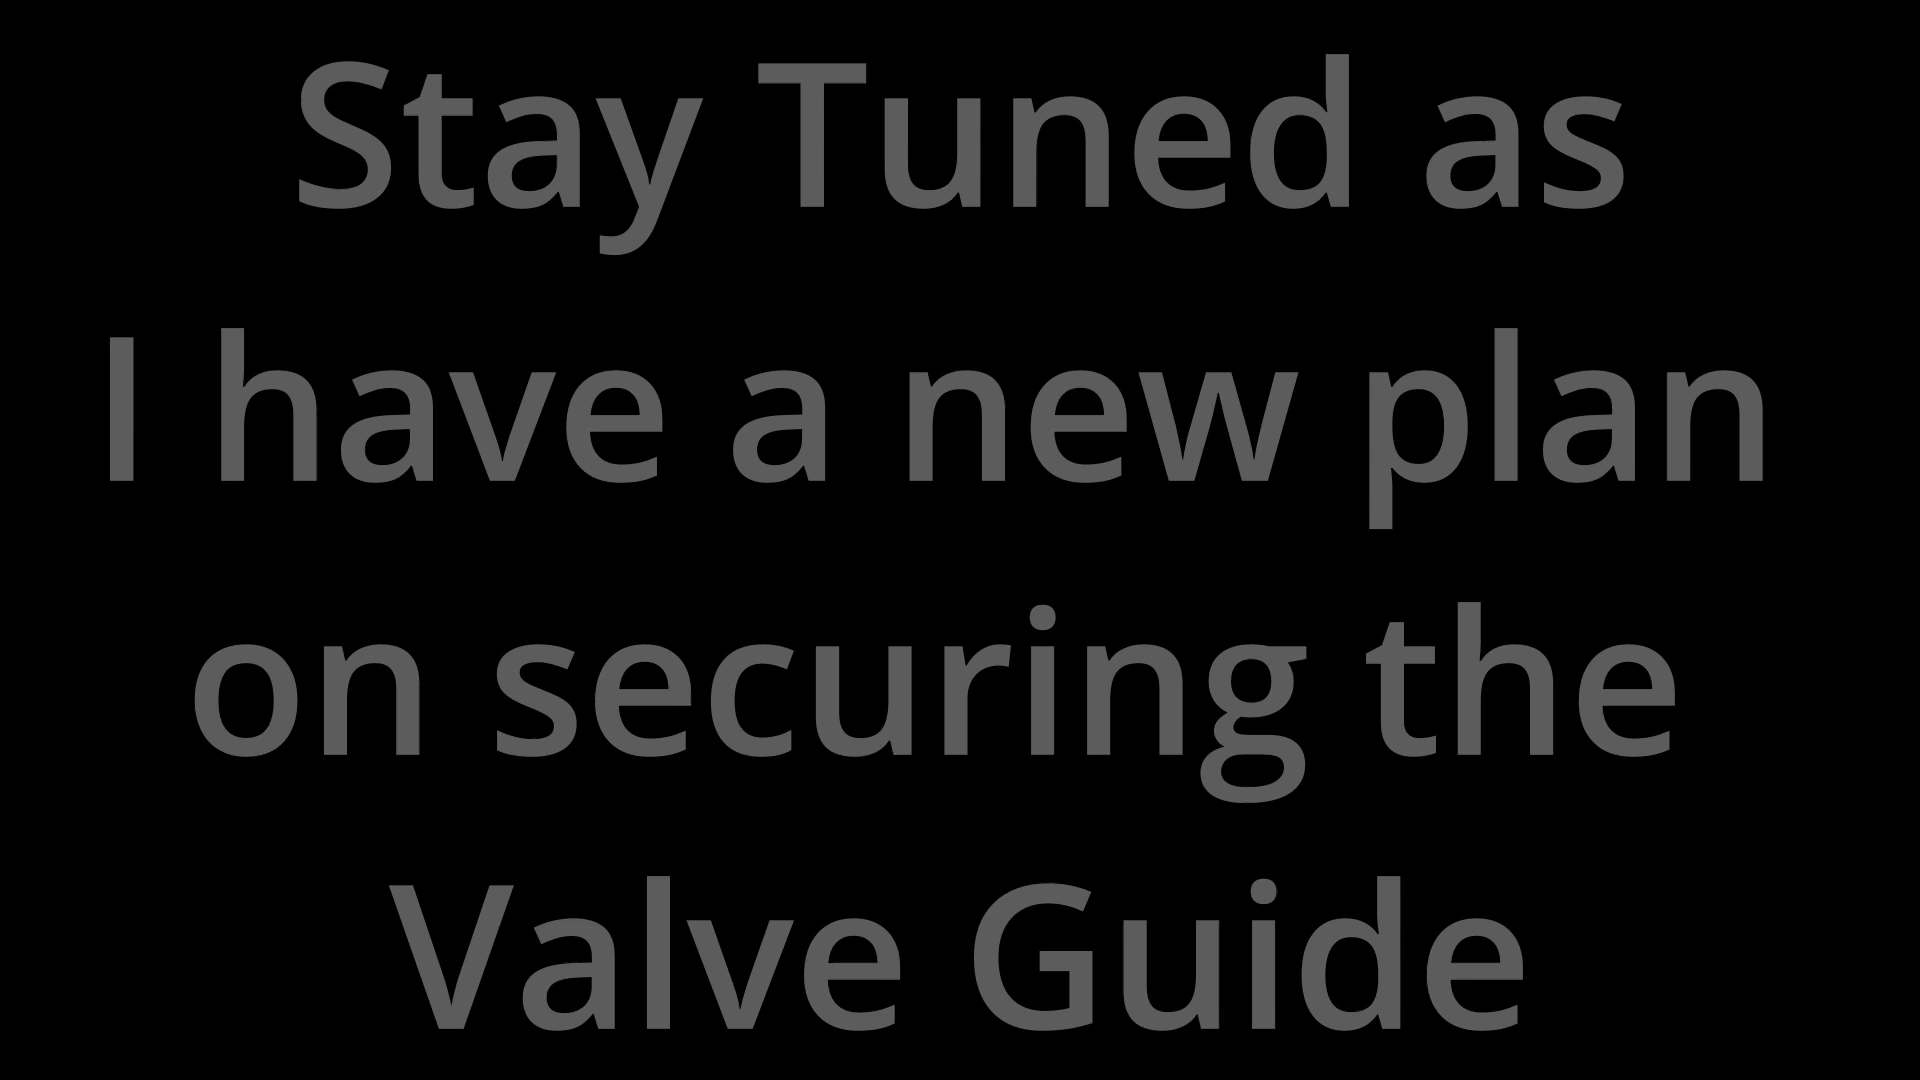 Stay Tuned as
I have a new plan
on securing the
Valve Guide